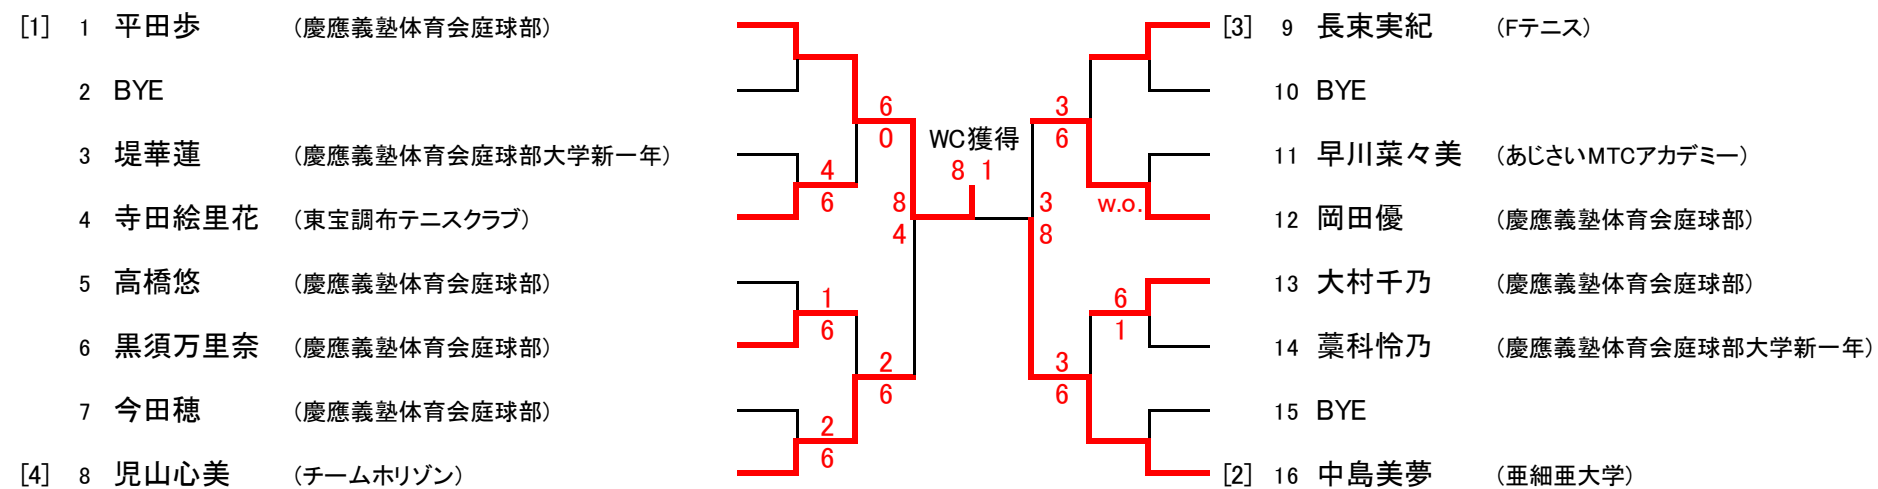 [1] 1 平田歩 (慶應義塾体育会庭球部)
2 BYE
3 堤華蓮 (慶應義塾体育会庭球部大学新一年)
4 寺田絵里花 (東宝調布テニスクラブ)
5 高橋悠 (慶應義塾体育会庭球部)
6 黒須万里奈 (慶應義塾体育会庭球部)
7 今田穂 (慶應義塾体育会庭球部)
[4] 8 児山心美 (チームホリゾン)
6
0
4
6
8
4
1
6
2
6
2
6
WC獲得
8 1
3
6
w.o.
3
8
6
1
3
6
[3] 9 長束実紀 (Fテニス)
10 BYE
11 早川菜々美 (あじさいMTCアカデミー)
12 岡田優 (慶應義塾体育会庭球部)
13 大村千乃 (慶應義塾体育会庭球部)
14 藁科怜乃 (慶應義塾体育会庭球部大学新一年)
15 BYE
[2] 16 中島美夢 (亜細亜大学)